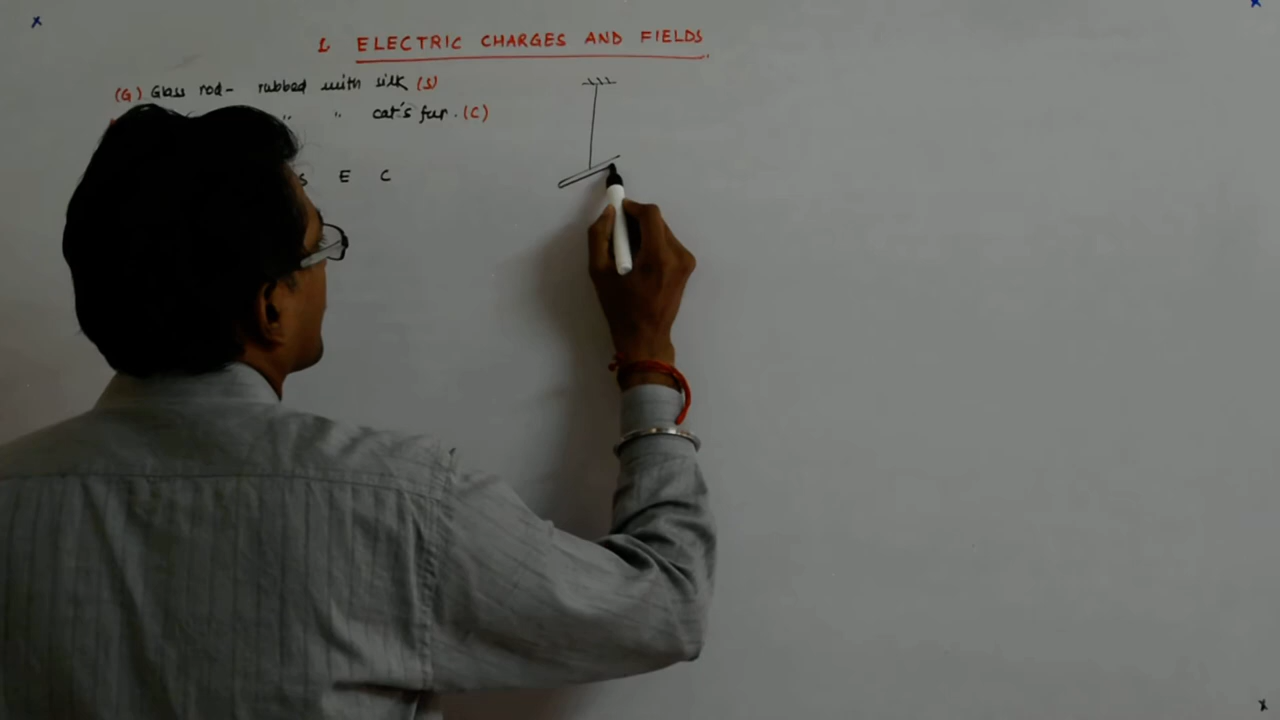 1. ELECTRIC CHARGES AND FIELDS
(G) Glass rod - rubbed with silk (S)
" " cat's fur. (C)
S E C